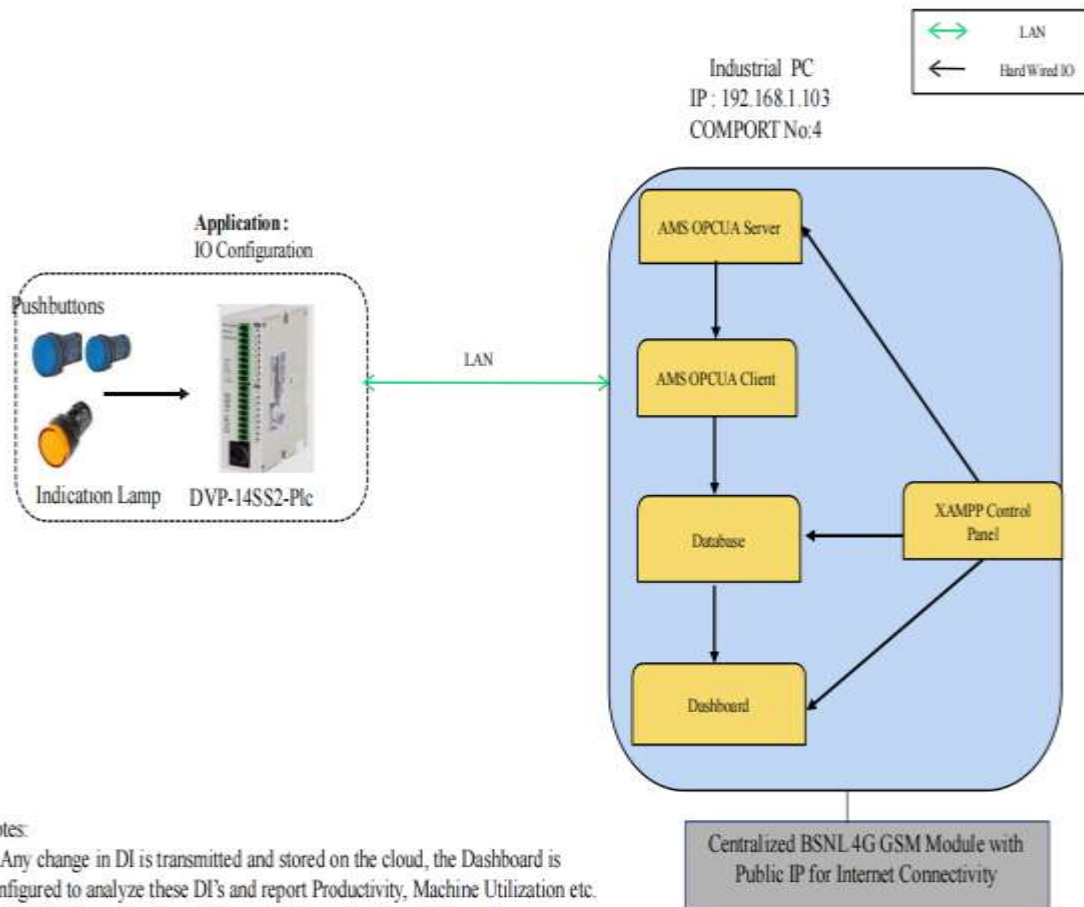 LAN
Hard Wired IO
Industrial PC
IP : 192.168.1.103
COMPORT No:4
Application :
IO Configuration
Pushbuttons
Indication Lamp
DVP-14SS2-Plc
LAN
AMS OPCUA Server
AMS OPCUA Client
Database
XAMPP Control
Panel
Dashboard
otes:
Any change in DI is transmitted and stored on the cloud, the Dashboard is
nfigured to analyze these DI's and report Productivity, Machine Utilization etc.
Centralized BSNL 4G GSM Module with
Public IP for Internet Connectivity